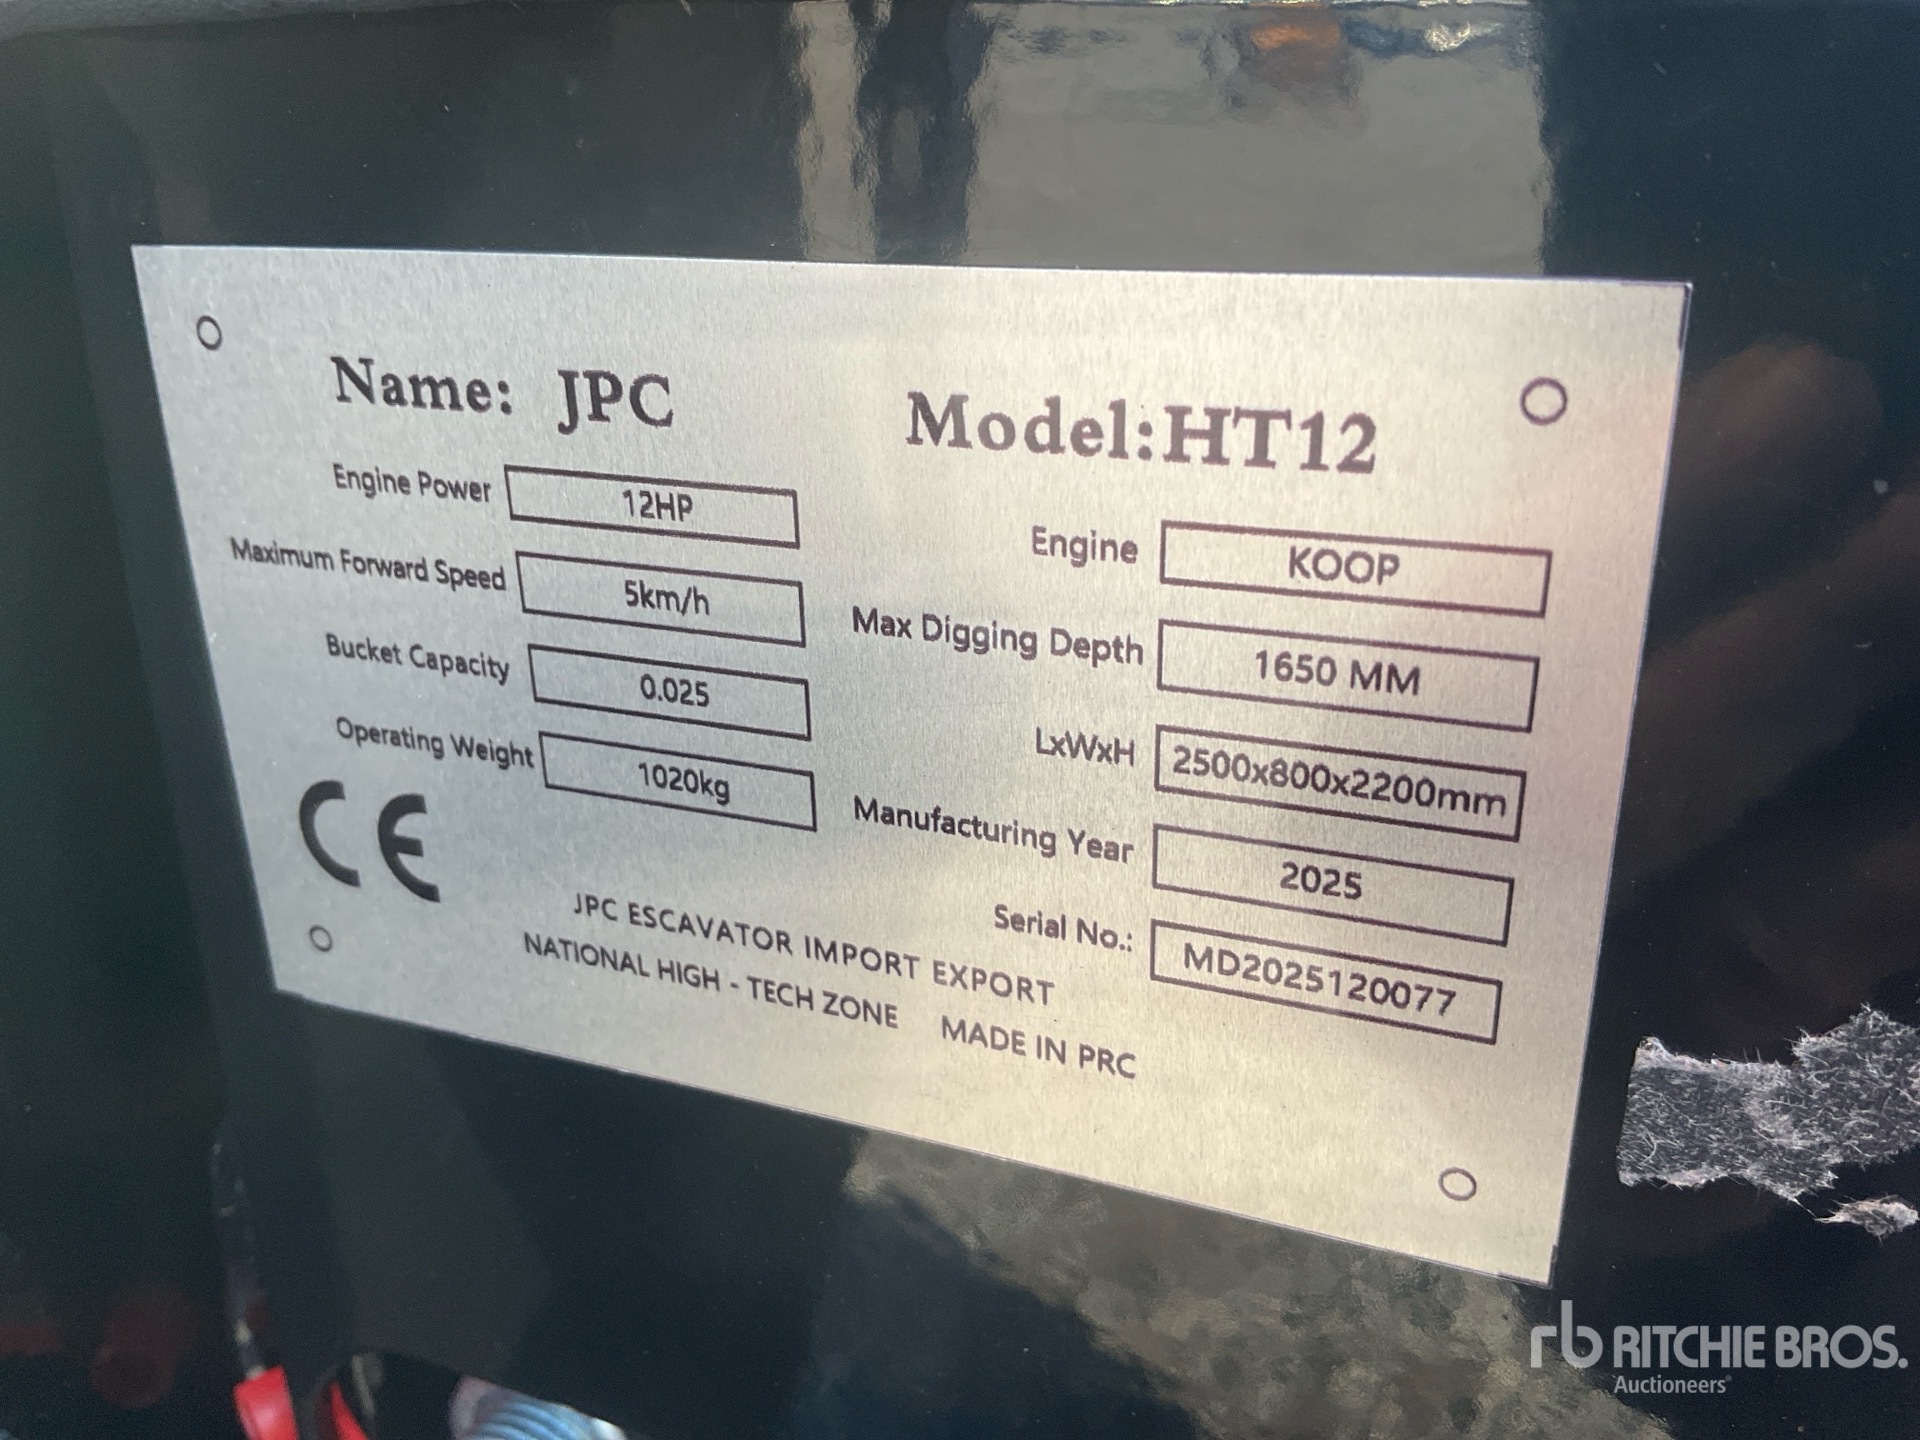 Name: JPC
Model:HT12
Engine Power 12HP
Maximum Forward Speed 5km/h
Bucket Capacity 0.025
Operating Weight 1020kg
Engine KOOP
Max Digging Depth 1650 MM
LxWxH 2500x800x2200mm
Manufacturing Year 2025
Serial No.: MD2025120077
CE
JPC ESCAVATOR IMPORT EXPORT
NATIONAL HIGH - TECH ZONE MADE IN PRC
rb RITCHIE BROS.
Auctioneers®